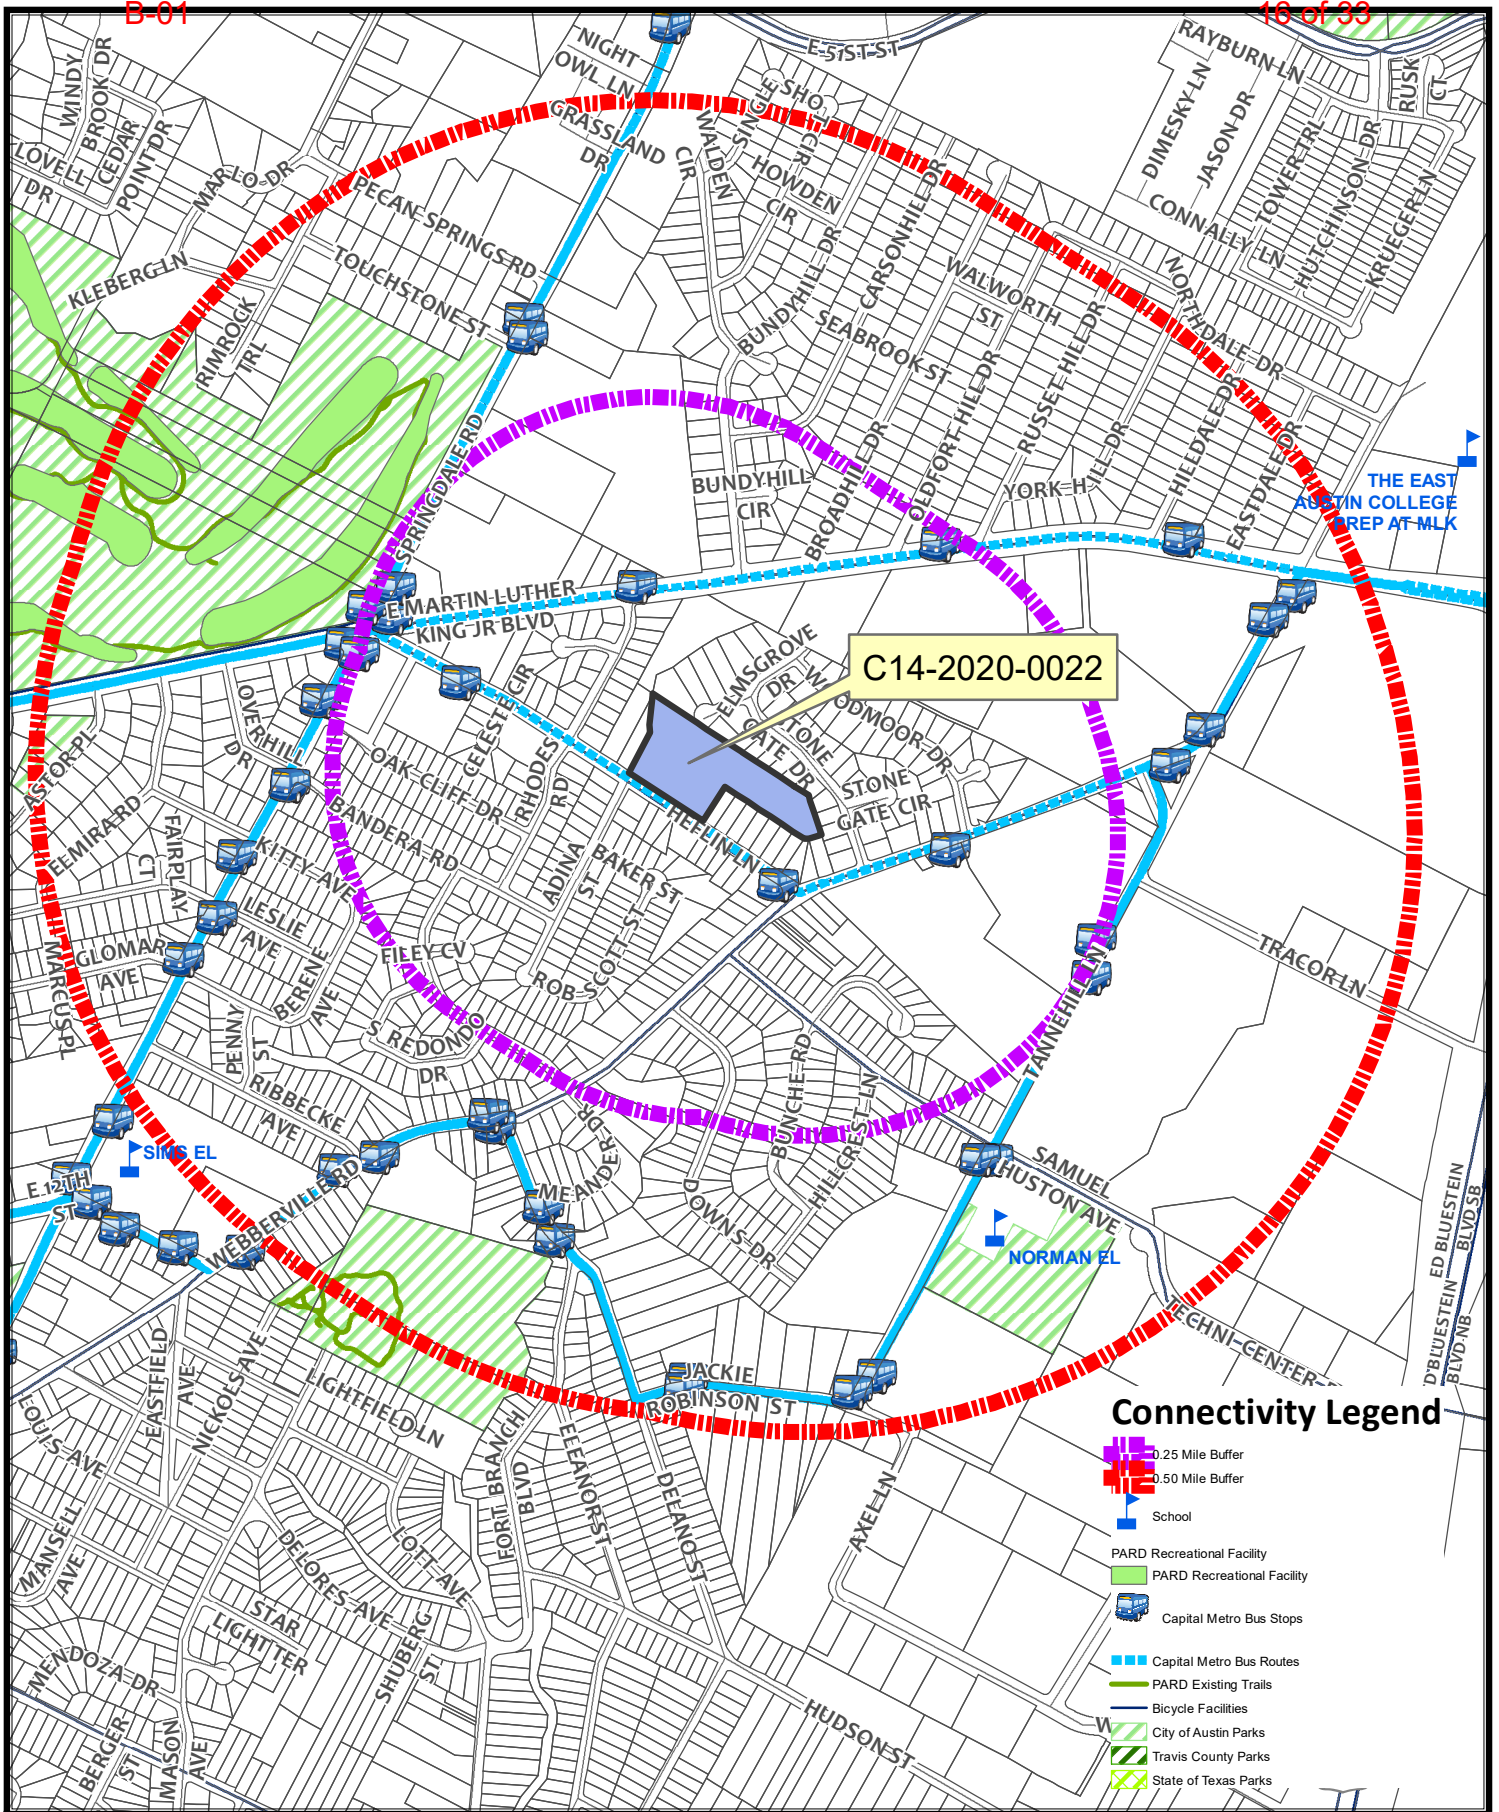 B-01
16 of 33
WINDY
BROOK DR
CEDAR
POINT DR
LOVELL
DR
MAR LO DR
KLEBERG LN
RIMROCK
TRL
PECAN SPRINGS RD
TOUCHSTONE ST
NIGHT
OWL LN
GRASSLAND
DR
E 51ST ST
WALDEN
CIR
SINGLE
SHOT CIR
HOWDEN
CIR
BUNDYHILL DR
CARSONHILL DR
SEABROOK ST
WALWORTH
ST
RAYBURN LN
RUSK
CT
DIMESKY LN
JASON DR
TOWER TRL
HUTCHINSON DR
KRUEGER LN
CONNALLY LN
NORTHDALE DR
RUSSET HILL DR
OLDFORT HILL DR
BROADHILL DR
HILLDALE DR
EASTDALE DR
YORK H
ILL DR
BUNDYHILL
CIR
THE EAST
AUSTIN COLLEGE
PREP AT MLK
SPRINGDALE RD
E MARTIN LUTHER
KING JR BLVD
C14-2020-0022
ELMSGROVE
DR
WOODMOOR DR
STONE
GATE DR
STONE
GATE CIR
CELESTE CIR
OVERHILL
DR
OAK CLIFF DR
RHODES
RD
BANDERA RD
HEFLIN LN
ASTOR PL
ELMIRA RD
FAIRPLAY
CT
KITTY AVE
LESLIE
AVE
GLOMAR
AVE
MARCUS PL
BERENE
AVE
PENNY
ST
FILEY CV
ADINA
ST
BAKER ST
ROB SCOTT ST
S REDONDO
DR
RIBBECKE
AVE
TANNEHILL LN
TRACOR LN
BUNCHE RD
HILLCREST LN
DOWNS DR
MEANDER DR
SAMUEL
HUSTON AVE
NORMAN EL
SIMS EL
E 12TH
ST
WEBBERVILLE RD
TECHNI CENTER
ED BLUESTEIN
BLVD SB
D BLUESTEIN
BLVD NB
JACKIE
ROBINSON ST
EASTFIELD
AVE
NICKOLS AVE
LIGHTFIELD LN
LOUIS AVE
MANSELL
AVE
FORT BRANCH
BLVD
ELEANOR ST
DELANO ST
AXEL LN
LOTT AVE
DELORES AVE
STAR
LIGHT TER
SHUBERG
ST
MENDOZA DR
BERGER
ST
MASON
AVE
HUDSON ST
W
Connectivity Legend
0.25 Mile Buffer
0.50 Mile Buffer
School
PARD Recreational Facility
PARD Recreational Facility
Capital Metro Bus Stops
Capital Metro Bus Routes
PARD Existing Trails
Bicycle Facilities
City of Austin Parks
Travis County Parks
State of Texas Parks